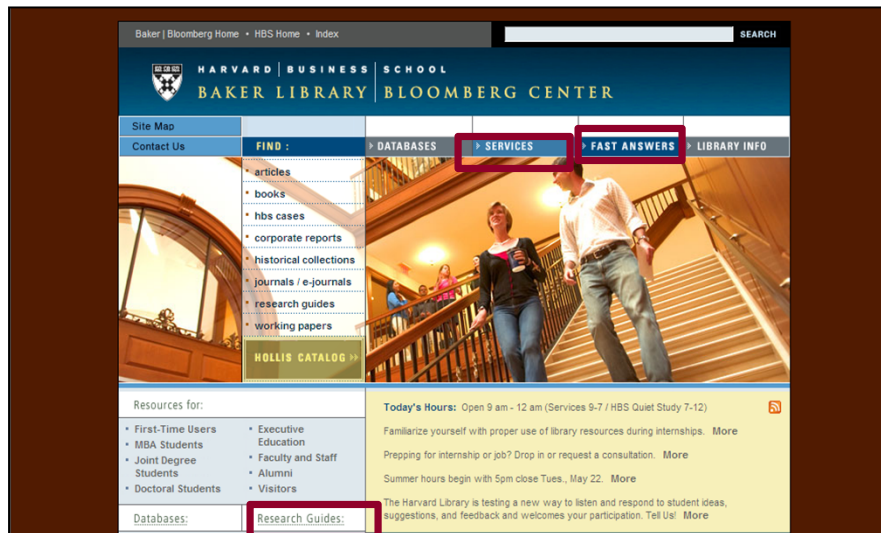 Baker | Bloomberg Home • HBS Home • Index
SEARCH
HARVARD | BUSINESS | SCHOOL
BAKER LIBRARY | BLOOMBERG CENTER
Site Map
Contact Us
FIND :
DATABASES
SERVICES
FAST ANSWERS
LIBRARY INFO
articles
books
hbs cases
corporate reports
historical collections
journals / e-journals
research guides
working papers
HOLLIS CATALOG »
Resources for:
• First-Time Users
• MBA Students
• Joint Degree
Students
• Doctoral Students
• Executive
Education
• Faculty and Staff
• Alumni
• Visitors
Databases:
Research Guides:
Today's Hours: Open 9 am - 12 am (Services 9-7 / HBS Quiet Study 7-12)
Familiarize yourself with proper use of library resources during internships. More
Prepping for internship or job? Drop in or request a consultation. More
Summer hours begin with 5pm close Tues., May 22. More
The Harvard Library is testing a new way to listen and respond to student ideas,
suggestions, and feedback and welcomes your participation. Tell Us! More